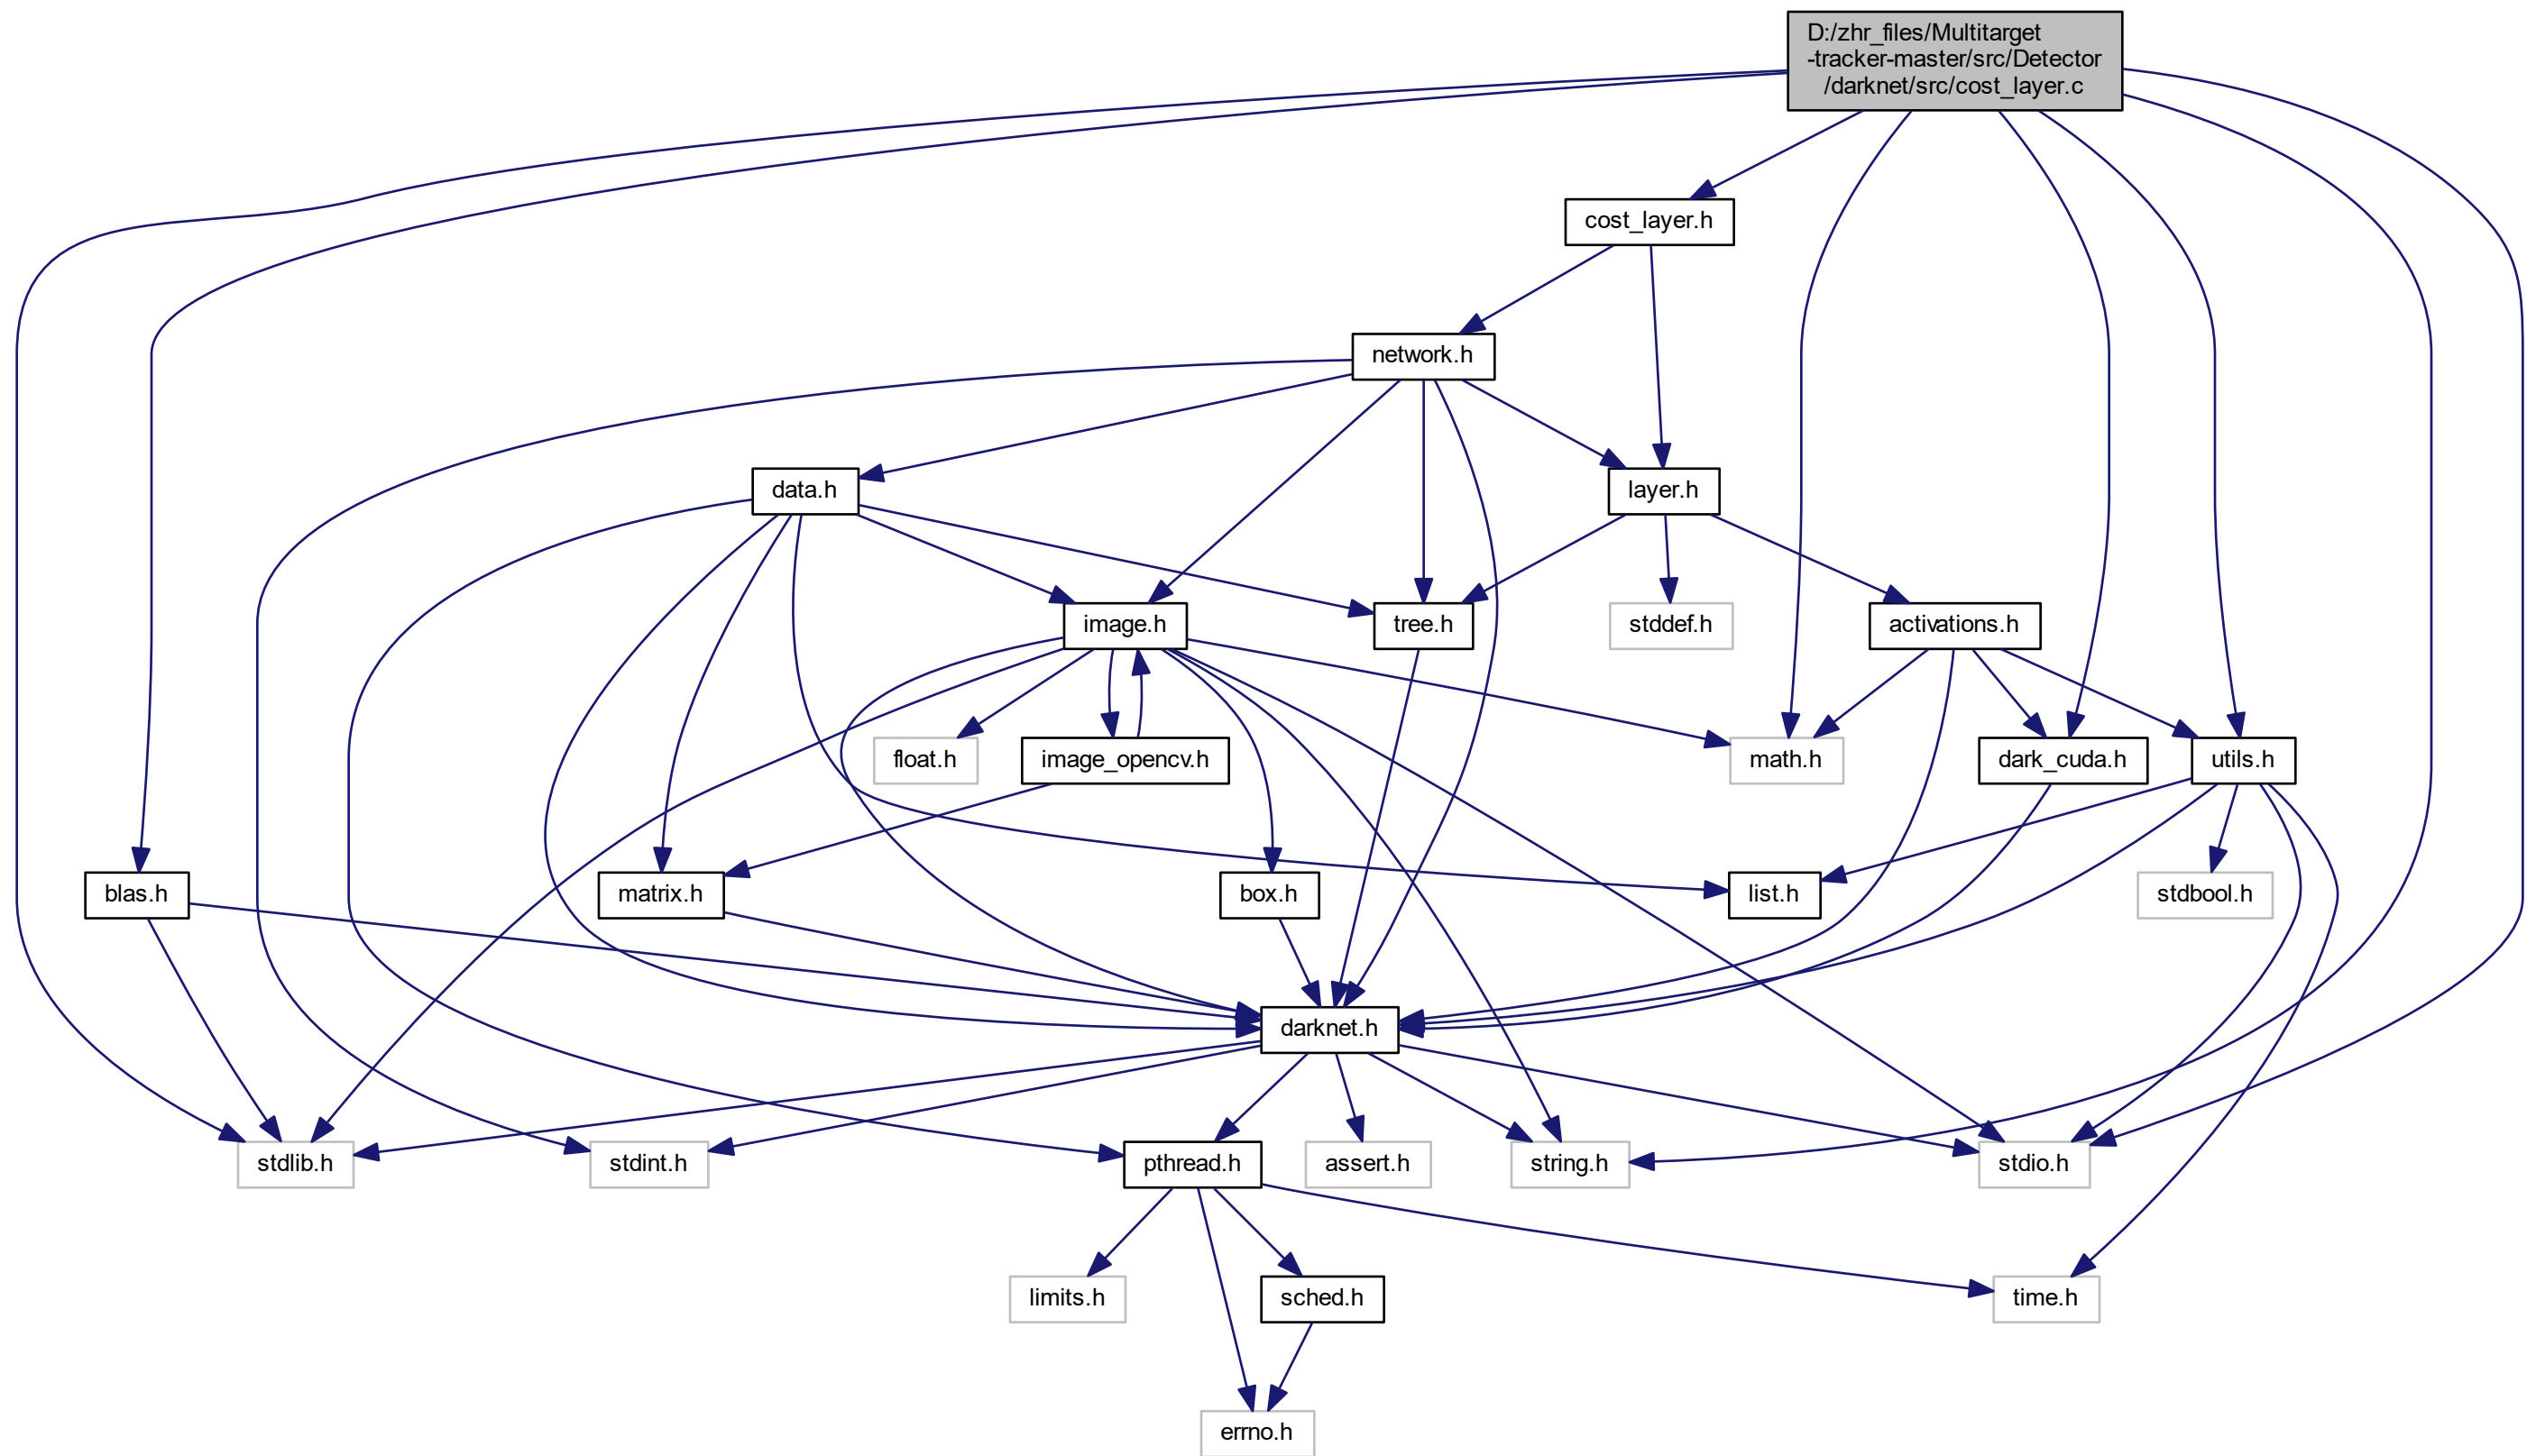 D:/zhr_files/Multitarget
-tracker-master/src/Detector
/darknet/src/cost_layer.c
cost_layer.h
network.h
data.h
layer.h
image.h
tree.h
stddef.h
activations.h
float.h
image_opencv.h
math.h
dark_cuda.h
utils.h
blas.h
matrix.h
box.h
list.h
stdbool.h
darknet.h
stdlib.h
stdint.h
pthread.h
assert.h
string.h
stdio.h
limits.h
sched.h
time.h
errno.h